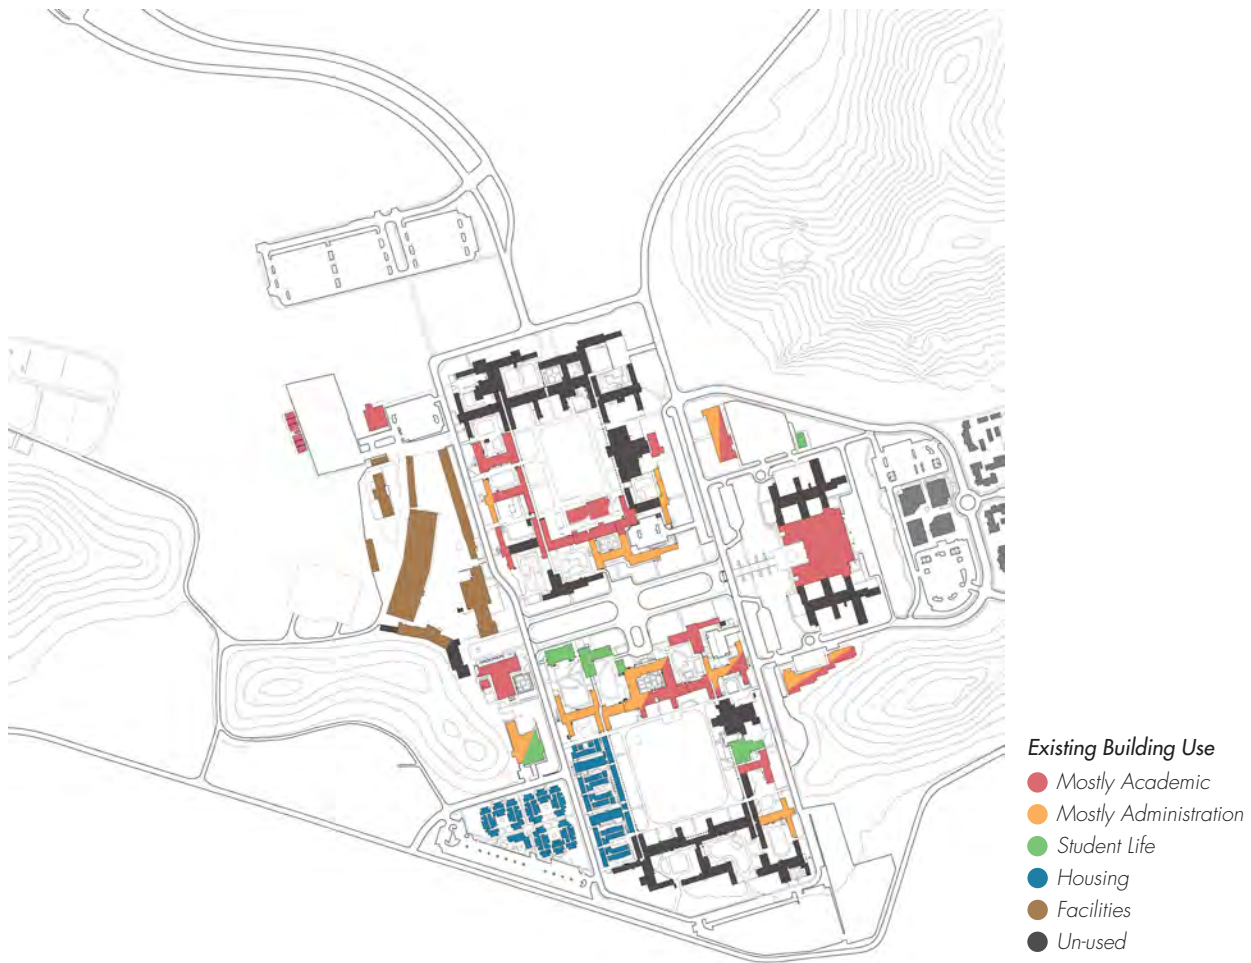 Existing Building Use
Mostly Academic
Mostly Administration
Student Life
Housing
Facilities
Un-used